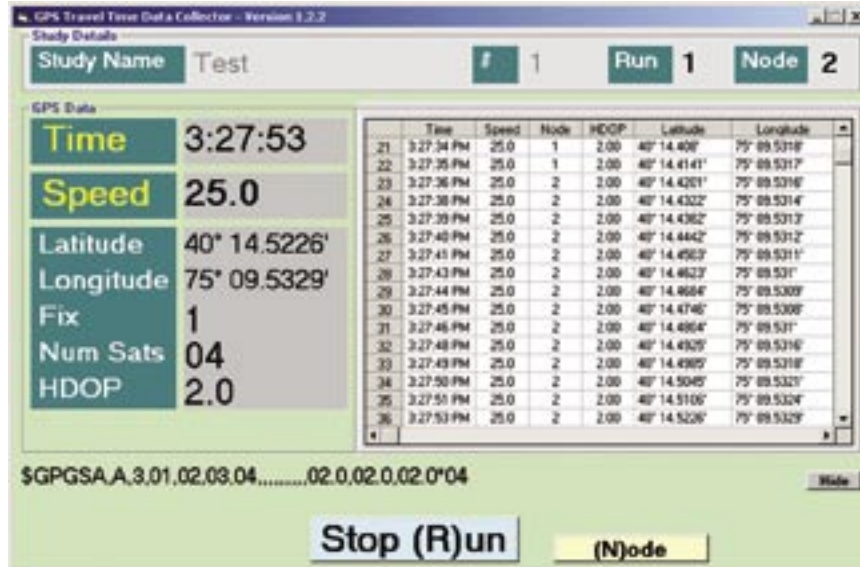 GPS Travel Time Data Collector - Version 1.2.2
Study Details
Study Name Test # 1 Run 1 Node 2
GPS Data
Time 3:27:53
Speed 25.0
Latitude 40° 14.5226'
Longitude 75° 09.5329'
Fix 1
Num Sats 04
HDOP 2.0
Time Speed Node HDOP Latitude Longitude
21 3:27:34 PM 25.0 1 2.00 40° 14.408' 75° 09.5318'
22 3:27:35 PM 25.0 1 2.00 40° 14.4141' 75° 09.5317'
23 3:27:36 PM 25.0 2 2.00 40° 14.4201' 75° 09.5316'
24 3:27:38 PM 25.0 2 2.00 40° 14.4322' 75° 09.5314'
25 3:27:39 PM 25.0 2 2.00 40° 14.4382' 75° 09.5313'
26 3:27:40 PM 25.0 2 2.00 40° 14.4442' 75° 09.5312'
27 3:27:41 PM 25.0 2 2.00 40° 14.4503' 75° 09.5311'
28 3:27:43 PM 25.0 2 2.00 40° 14.4623' 75° 09.531'
29 3:27:44 PM 25.0 2 2.00 40° 14.4684' 75° 09.5309'
30 3:27:45 PM 25.0 2 2.00 40° 14.4746' 75° 09.5308'
31 3:27:46 PM 25.0 2 2.00 40° 14.4864' 75° 09.531'
32 3:27:48 PM 25.0 2 2.00 40° 14.4925' 75° 09.5316'
33 3:27:49 PM 25.0 2 2.00 40° 14.4985' 75° 09.5318'
34 3:27:50 PM 25.0 2 2.00 40° 14.5045' 75° 09.5321'
35 3:27:51 PM 25.0 2 2.00 40° 14.5106' 75° 09.5324'
36 3:27:53 PM 25.0 2 2.00 40° 14.5226' 75° 09.5329'
$GPGSA,A,3,01,02,03,04,,,,,,,,,02.0,02.0,02.0*04
Hide
Stop (R)un
(N)ode